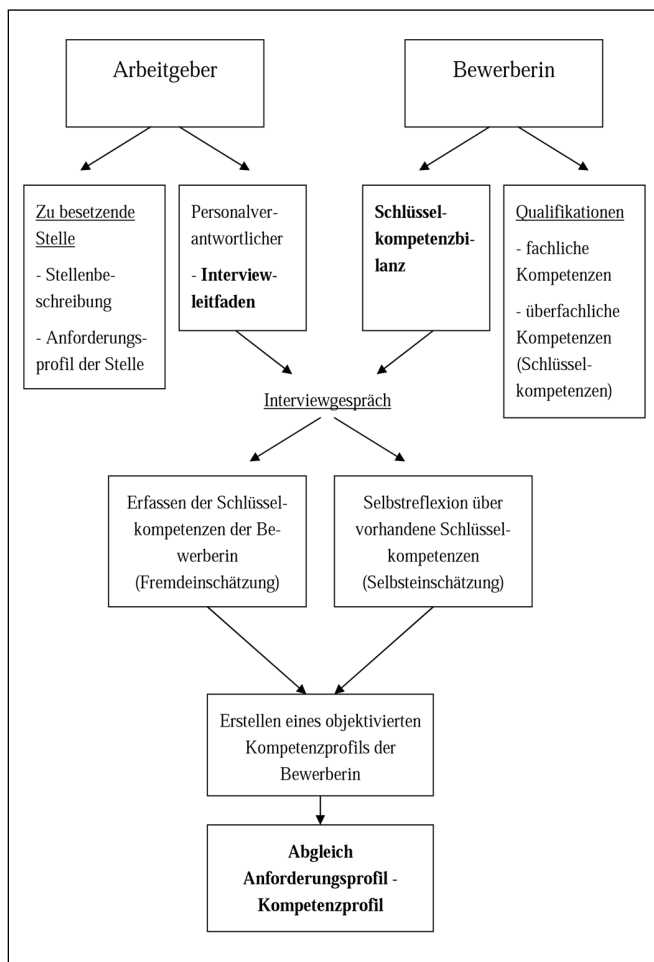 Arbeitgeber
Bewerberin
Zu besetzende
Stelle
- Stellenbe-
schreibung
- Anforderungs-
profil der Stelle
Personalver-
antwortlicher
- Interview-
leitfaden
Schlüssel-
kompetenzbi-
lanz
Qualifikationen
- fachliche
Kompetenzen
- überfachliche
Kompetenzen
(Schlüssel-
kompetenzen)
Interviewgespräch
Erfassen der Schlüssel-
kompetenzen der Be-
werberin
(Fremdeinschätzung)
Selbstreflexion über
vorhandene Schlüssel-
kompetenzen
(Selbsteinschätzung)
Erstellen eines objektivierten
Kompetenzprofils der
Bewerberin
Abgleich
Anforderungsprofil -
Kompetenzprofil